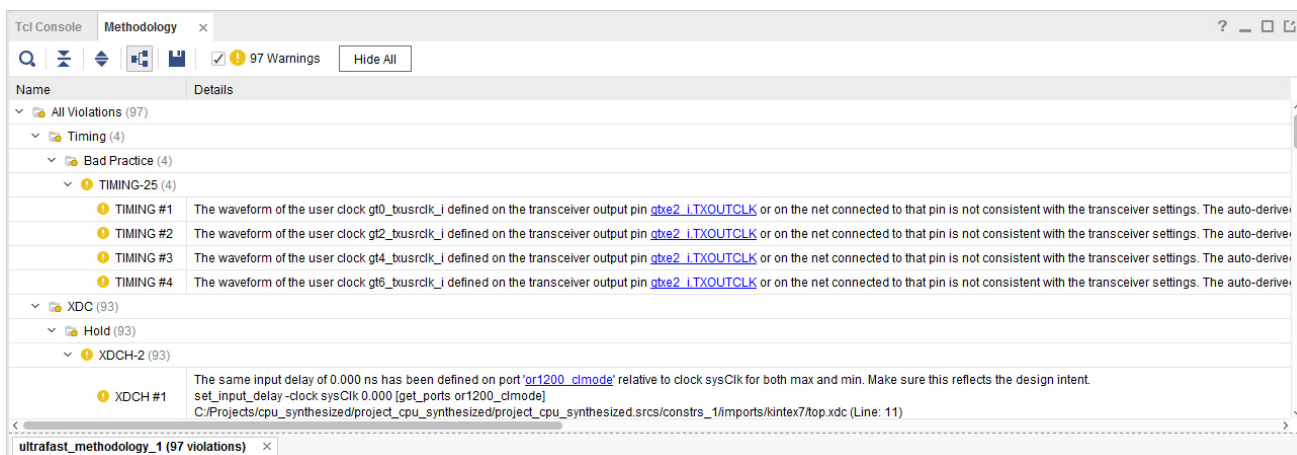 Tcl Console Methodology ×
? _
97 Warnings Hide All
Name Details
All Violations (97)
Timing (4)
Bad Practice (4)
TIMING-25 (4)
TIMING #1 The waveform of the user clock gt0_txusrclk_i defined on the transceiver output pin gtxe2_i.TXOUTCLK or on the net connected to that pin is not consistent with the transceiver settings. The auto-derive
TIMING #2 The waveform of the user clock gt2_txusrclk_i defined on the transceiver output pin gtxe2_i.TXOUTCLK or on the net connected to that pin is not consistent with the transceiver settings. The auto-derive
TIMING #3 The waveform of the user clock gt4_txusrclk_i defined on the transceiver output pin gtxe2_i.TXOUTCLK or on the net connected to that pin is not consistent with the transceiver settings. The auto-derive
TIMING #4 The waveform of the user clock gt6_txusrclk_i defined on the transceiver output pin gtxe2_i.TXOUTCLK or on the net connected to that pin is not consistent with the transceiver settings. The auto-derive
XDC (93)
Hold (93)
XDCH-2 (93)
The same input delay of 0.000 ns has been defined on port 'or1200_clmode' relative to clock sysClk for both max and min. Make sure this reflects the design intent.
XDCH #1 set_input_delay -clock sysClk 0.000 [get_ports or1200_clmode]
C:/Projects/cpu_synthesized/project_cpu_synthesized/project_cpu_synthesized.srcs/constrs_1/imports/kintex7/top.xdc (Line: 11)
ultrafast_methodology_1 (97 violations) ×